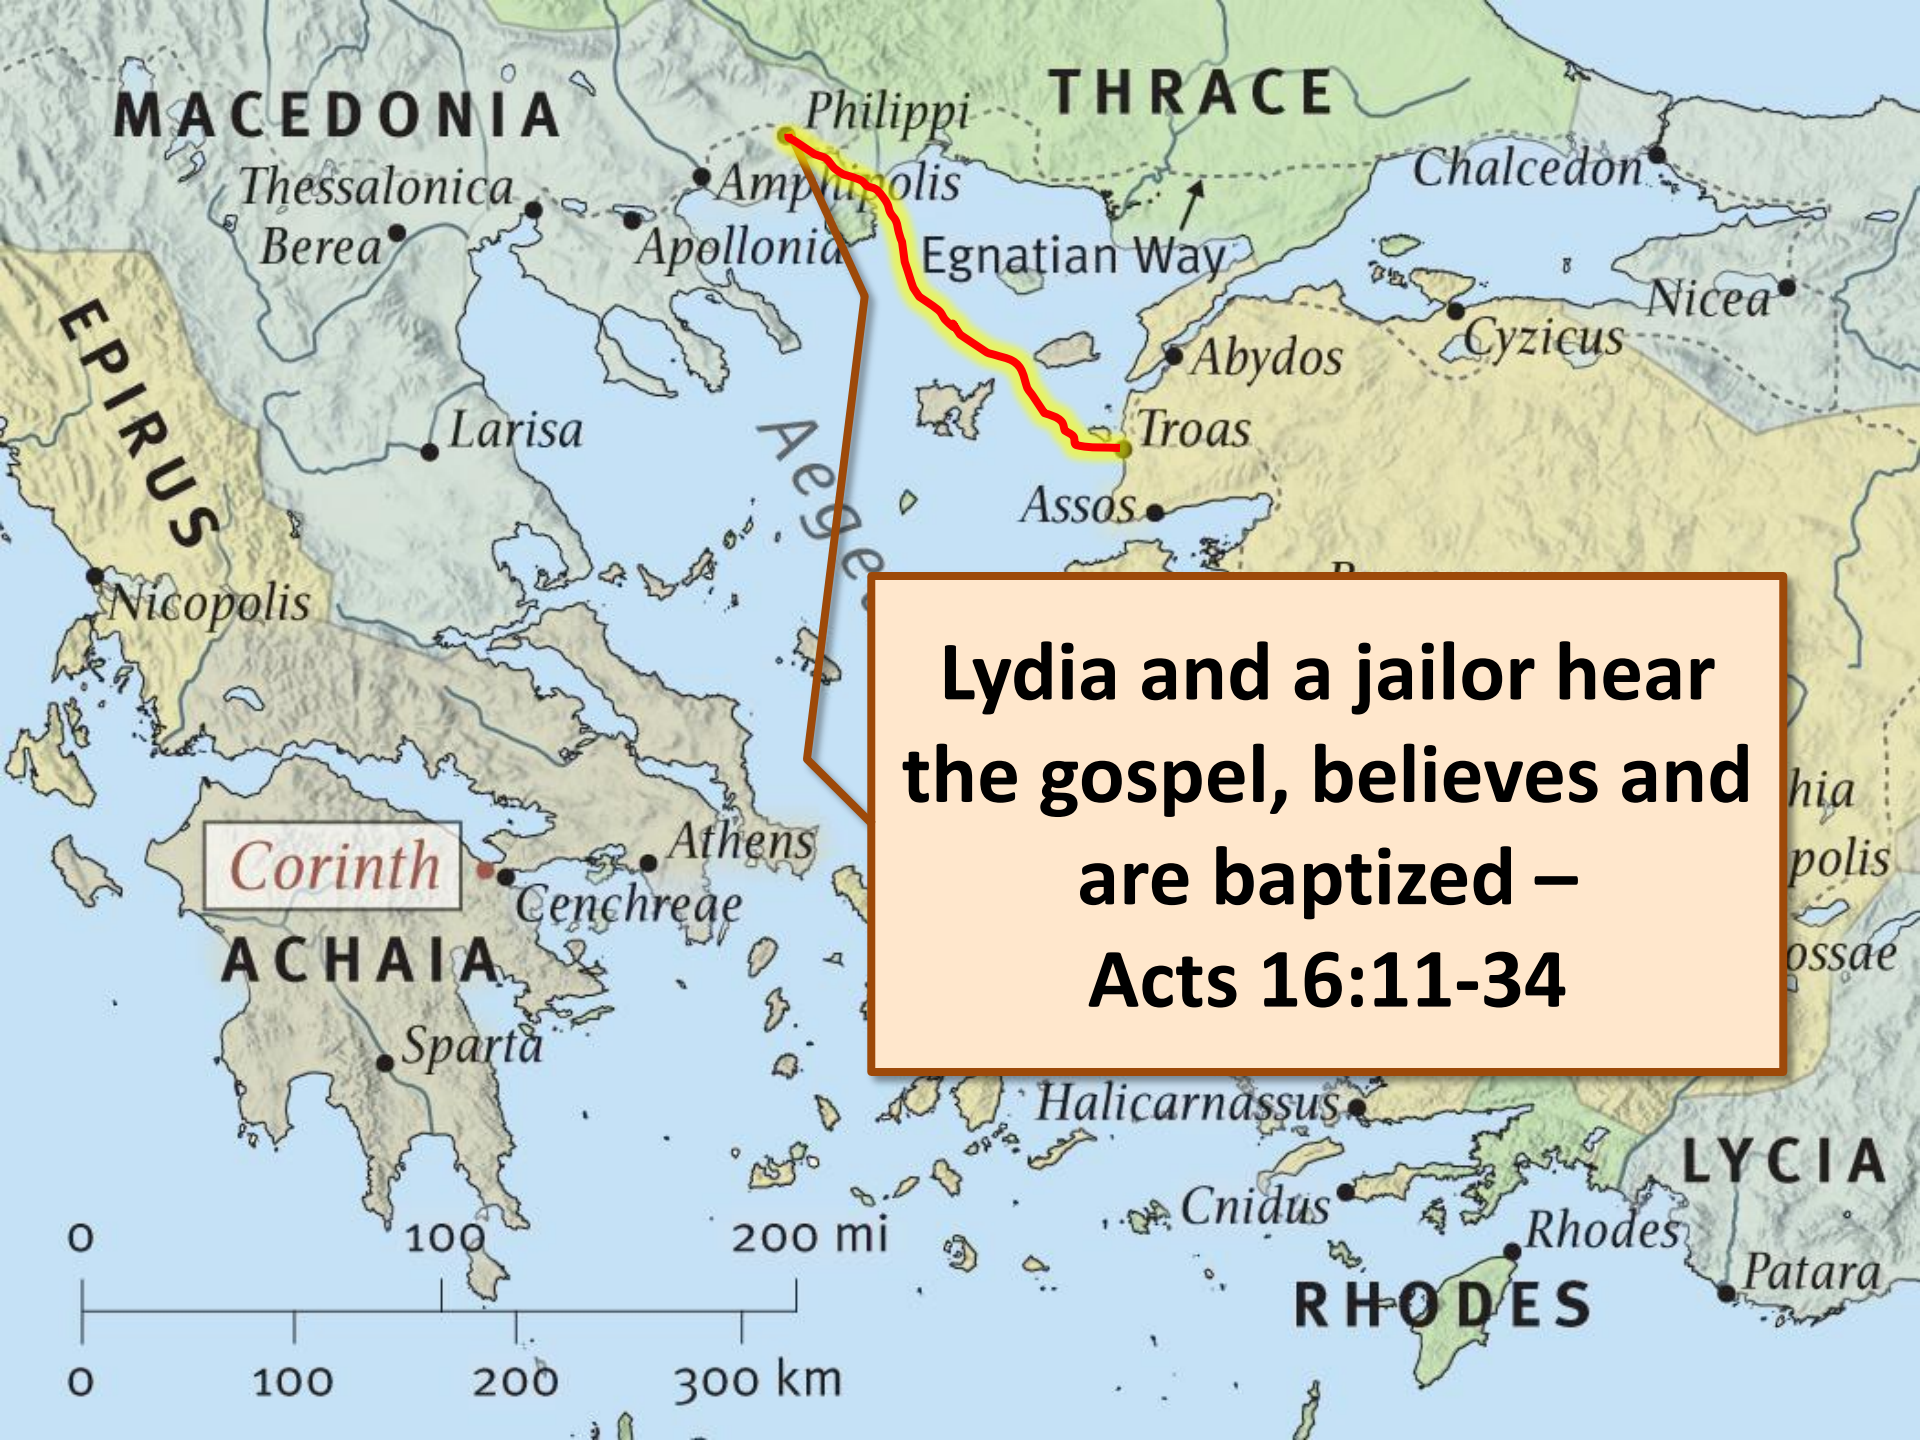 MACEDONIA
THRACE
Philippi
Thessalonica
Amphipolis
Chalcedon
Berea
Apollonia
Egnatian Way
Nicea
EPIRUS
Abydos
Cyzicus
Larisa
Troas
Assos
Nicopolis
Lydia and a jailor hear
the gospel, believes and
are baptized –
Acts 16:11-34
hia
polis
ossae
Corinth
Athens
Cenchreae
ACHAIA
Sparta
Halicarnassus
LYCIA
Cnidus
Rhodes
Patara
RHODES
0 100 200 mi
0 100 200 300 km